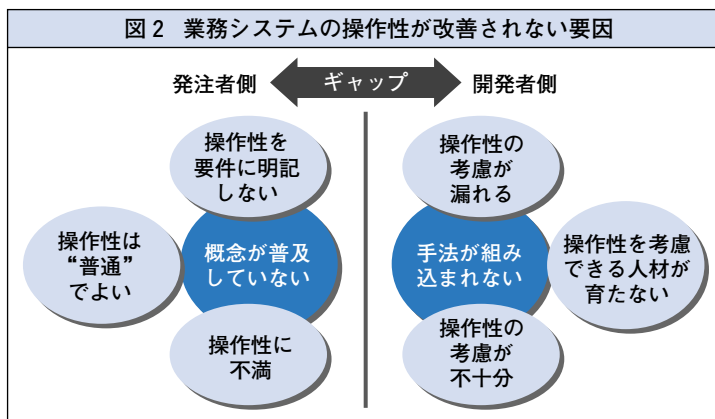 図2 業務システムの操作性が改善されない要因
発注者側
ギャップ
開発者側
操作性を
要件に明記
しない
操作性は
“普通”
でよい
概念が普及
していない
操作性に
不満
操作性の
考慮が
漏れる
手法が組み
込まれない
操作性を考慮
できる人材が
育たない
操作性の
考慮が
不十分